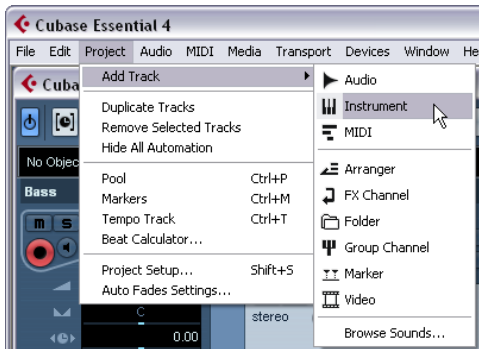 Cubase Essential 4
File Edit Project Audio MIDI Media Transport Devices Window He
Cuba
Add Track
Duplicate Tracks
Remove Selected Tracks
Hide All Automation
Pool Ctrl+P
Markers Ctrl+M
Tempo Track Ctrl+T
Beat Calculator...
Project Setup... Shift+S
Auto Fades Settings...
Audio
Instrument
MIDI
Arranger
FX Channel
Folder
Group Channel
Marker
Video
Browse Sounds...
No Objec
Bass
m s
C
0.00
stereo